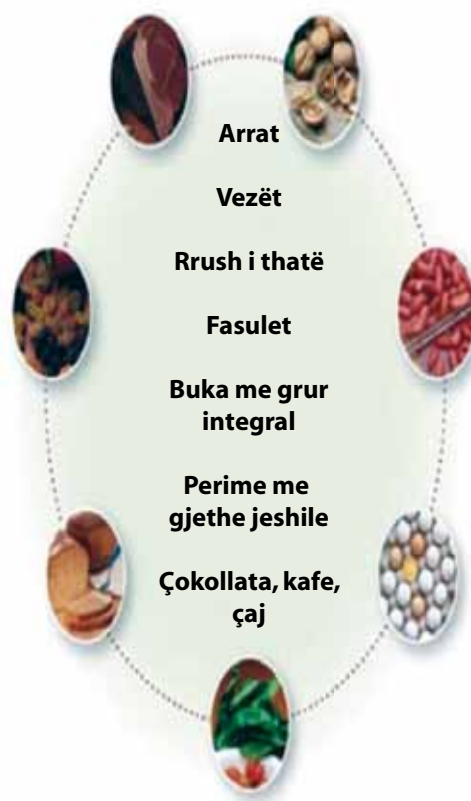 Arrat
Vezët
Rrush i thatë
Fasulet
Buka me grur
integral
Perime me
gjethe jeshile
Çokollata, kafe,
çaj